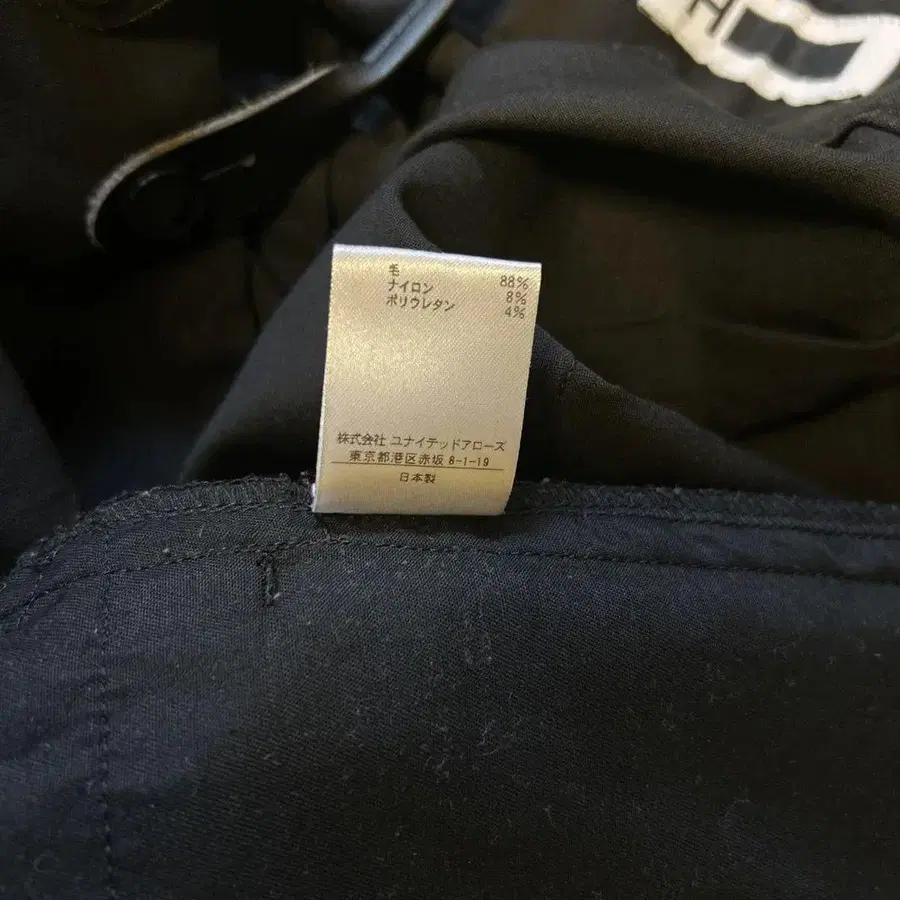 H
毛 88%
ナイロン 8%
ポリウレタン 4%
株式会社 ユナイテッドアローズ
東京都港区赤坂 8-1-19
日本製